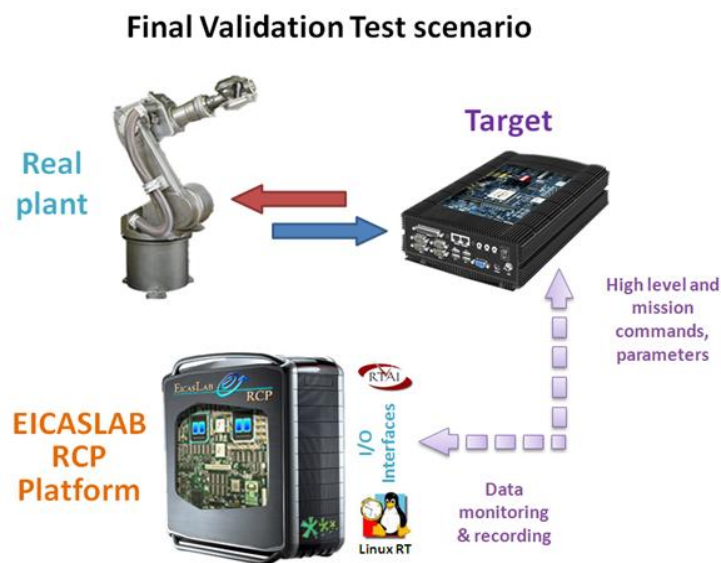 Final Validation Test scenario
Target
Real
plant
High level and
mission
commands,
parameters
EICASLAB
RCP
RTAI
EICASLAB
RCP
Platform
I/O
Interfaces
Data
monitoring
& recording
Linux RT